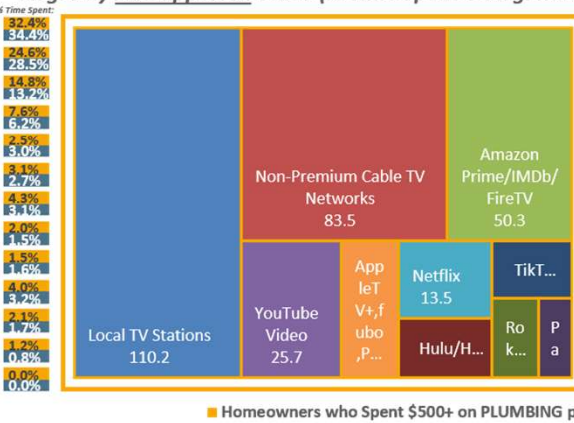 % Time Spent:
32.4%
34.4%
24.6%
28.5%
14.8%
13.2%
7.6%
6.2%
2.5%
3.0%
3.1%
2.7%
4.3%
3.1%
2.0%
1.5%
1.5%
1.6%
4.0%
3.2%
2.1%
1.7%
1.2%
0.8%
0.0%
0.0%
Local TV Stations
110.2
Non-Premium Cable TV
Networks
83.5
Amazon
Prime/IMDb/
FireTV
50.3
YouTube
Video
25.7
App
leT
V+,f
ubo
,P...
Netflix
13.5
Hulu/H...
TikT...
Ro
k...
P
a
Homeowners who Spent $500+ on PLUMBING p